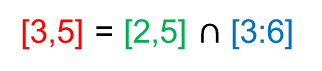 [3,5] = [2,5] ∩ [3:6]